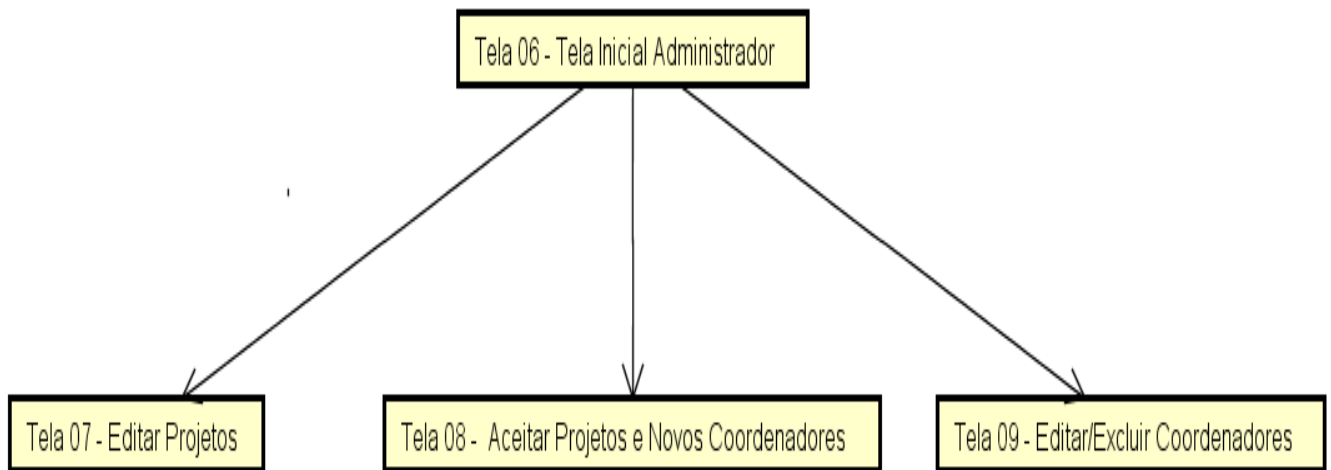 Tela 06 - Tela Inicial Administrador
Tela 07 - Editar Projetos
Tela 08 - Aceitar Projetos e Novos Coordenadores
Tela 09 - Editar/Excluir Coordenadores